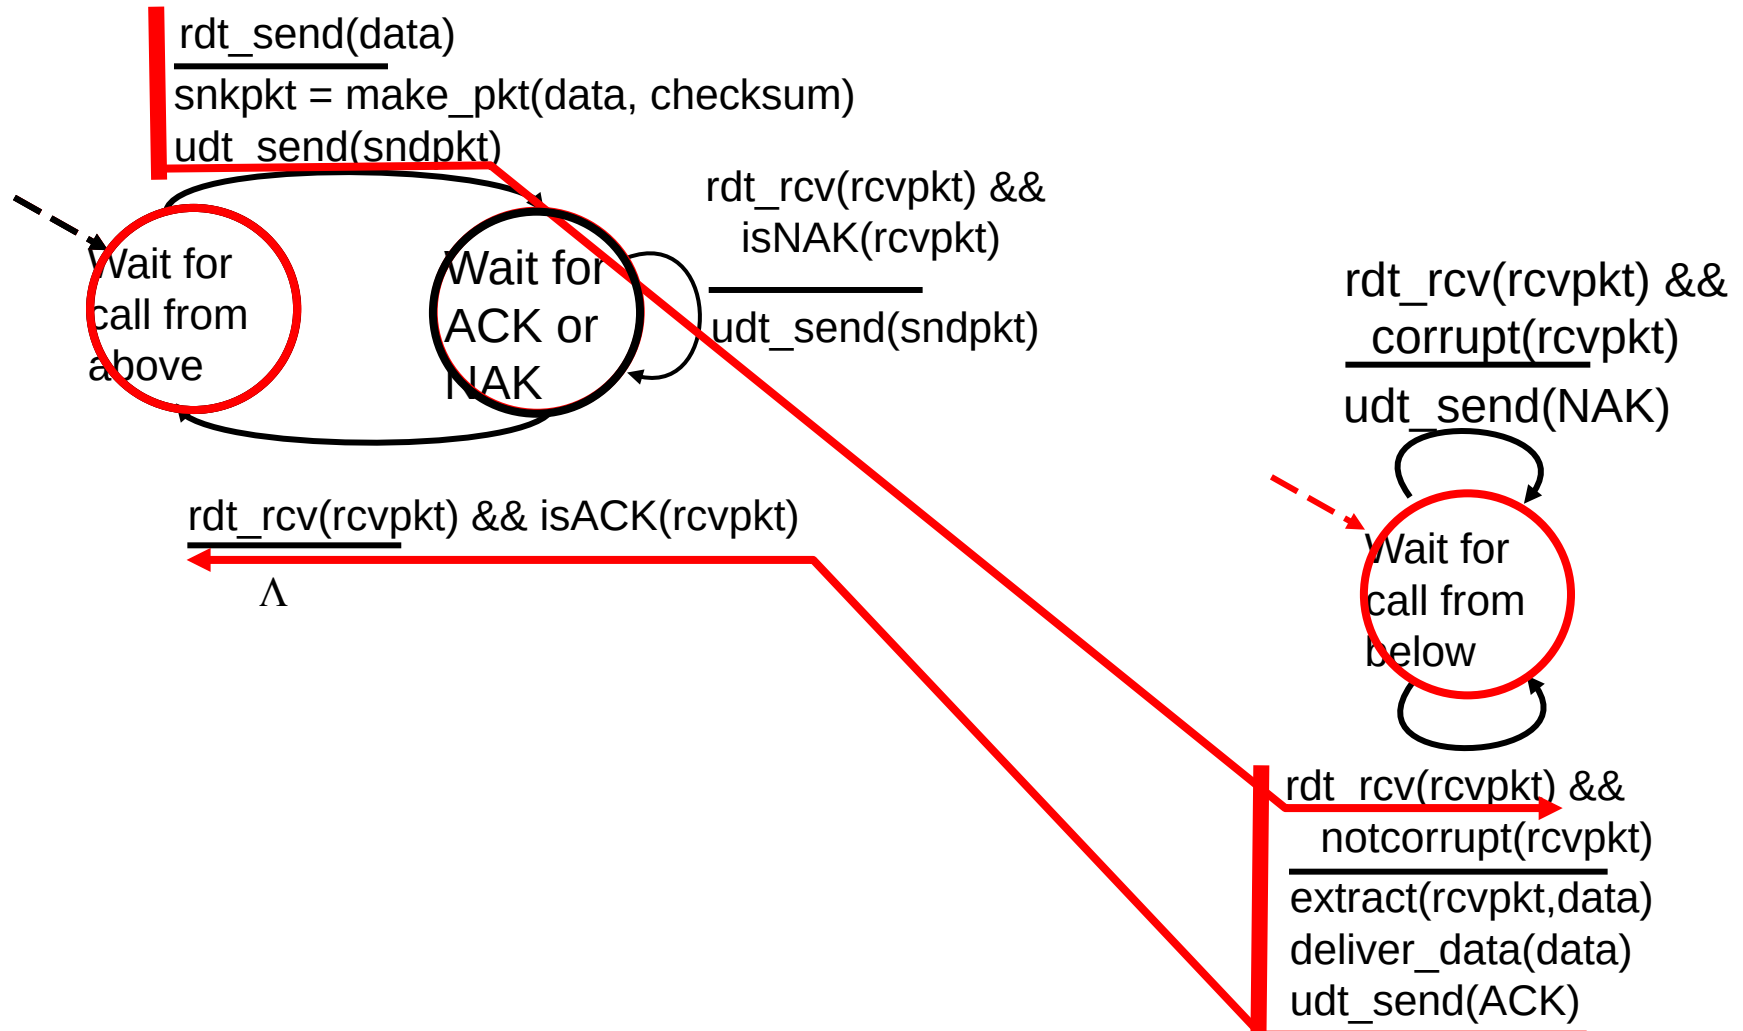 rdt_send(data)
snkpkt = make_pkt(data, checksum)
udt_send(sndpkt)
rdt_rcv(rcvpkt) &&
isNAK(rcvpkt)
udt_send(sndpkt)
Wait for
call from
above
Wait for
ACK or
NAK
rdt_rcv(rcvpkt) && isACK(rcvpkt)
Λ
rdt_rcv(rcvpkt) &&
corrupt(rcvpkt)
udt_send(NAK)
Wait for
call from
below
rdt_rcv(rcvpkt) &&
notcorrupt(rcvpkt)
extract(rcvpkt,data)
deliver_data(data)
udt_send(ACK)